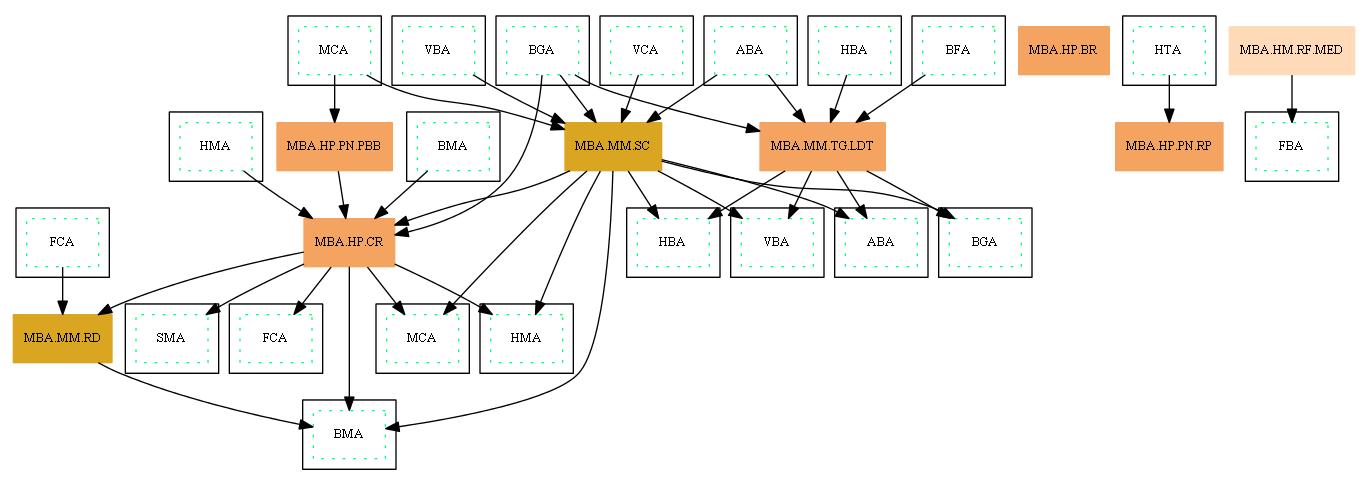 MCA
VBA
BGA
VCA
ABA
HBA
BFA
MBA.HP.BR
HTA
MBA.HM.RF.MED
HMA
MBA.HP.PN.PBB
BMA
MBA.MM.SC
MBA.MM.TG.LDT
MBA.HP.PN.RP
FBA
FCA
MBA.HP.CR
HBA
VBA
ABA
BGA
MBA.MM.RD
SMA
FCA
MCA
HMA
BMA